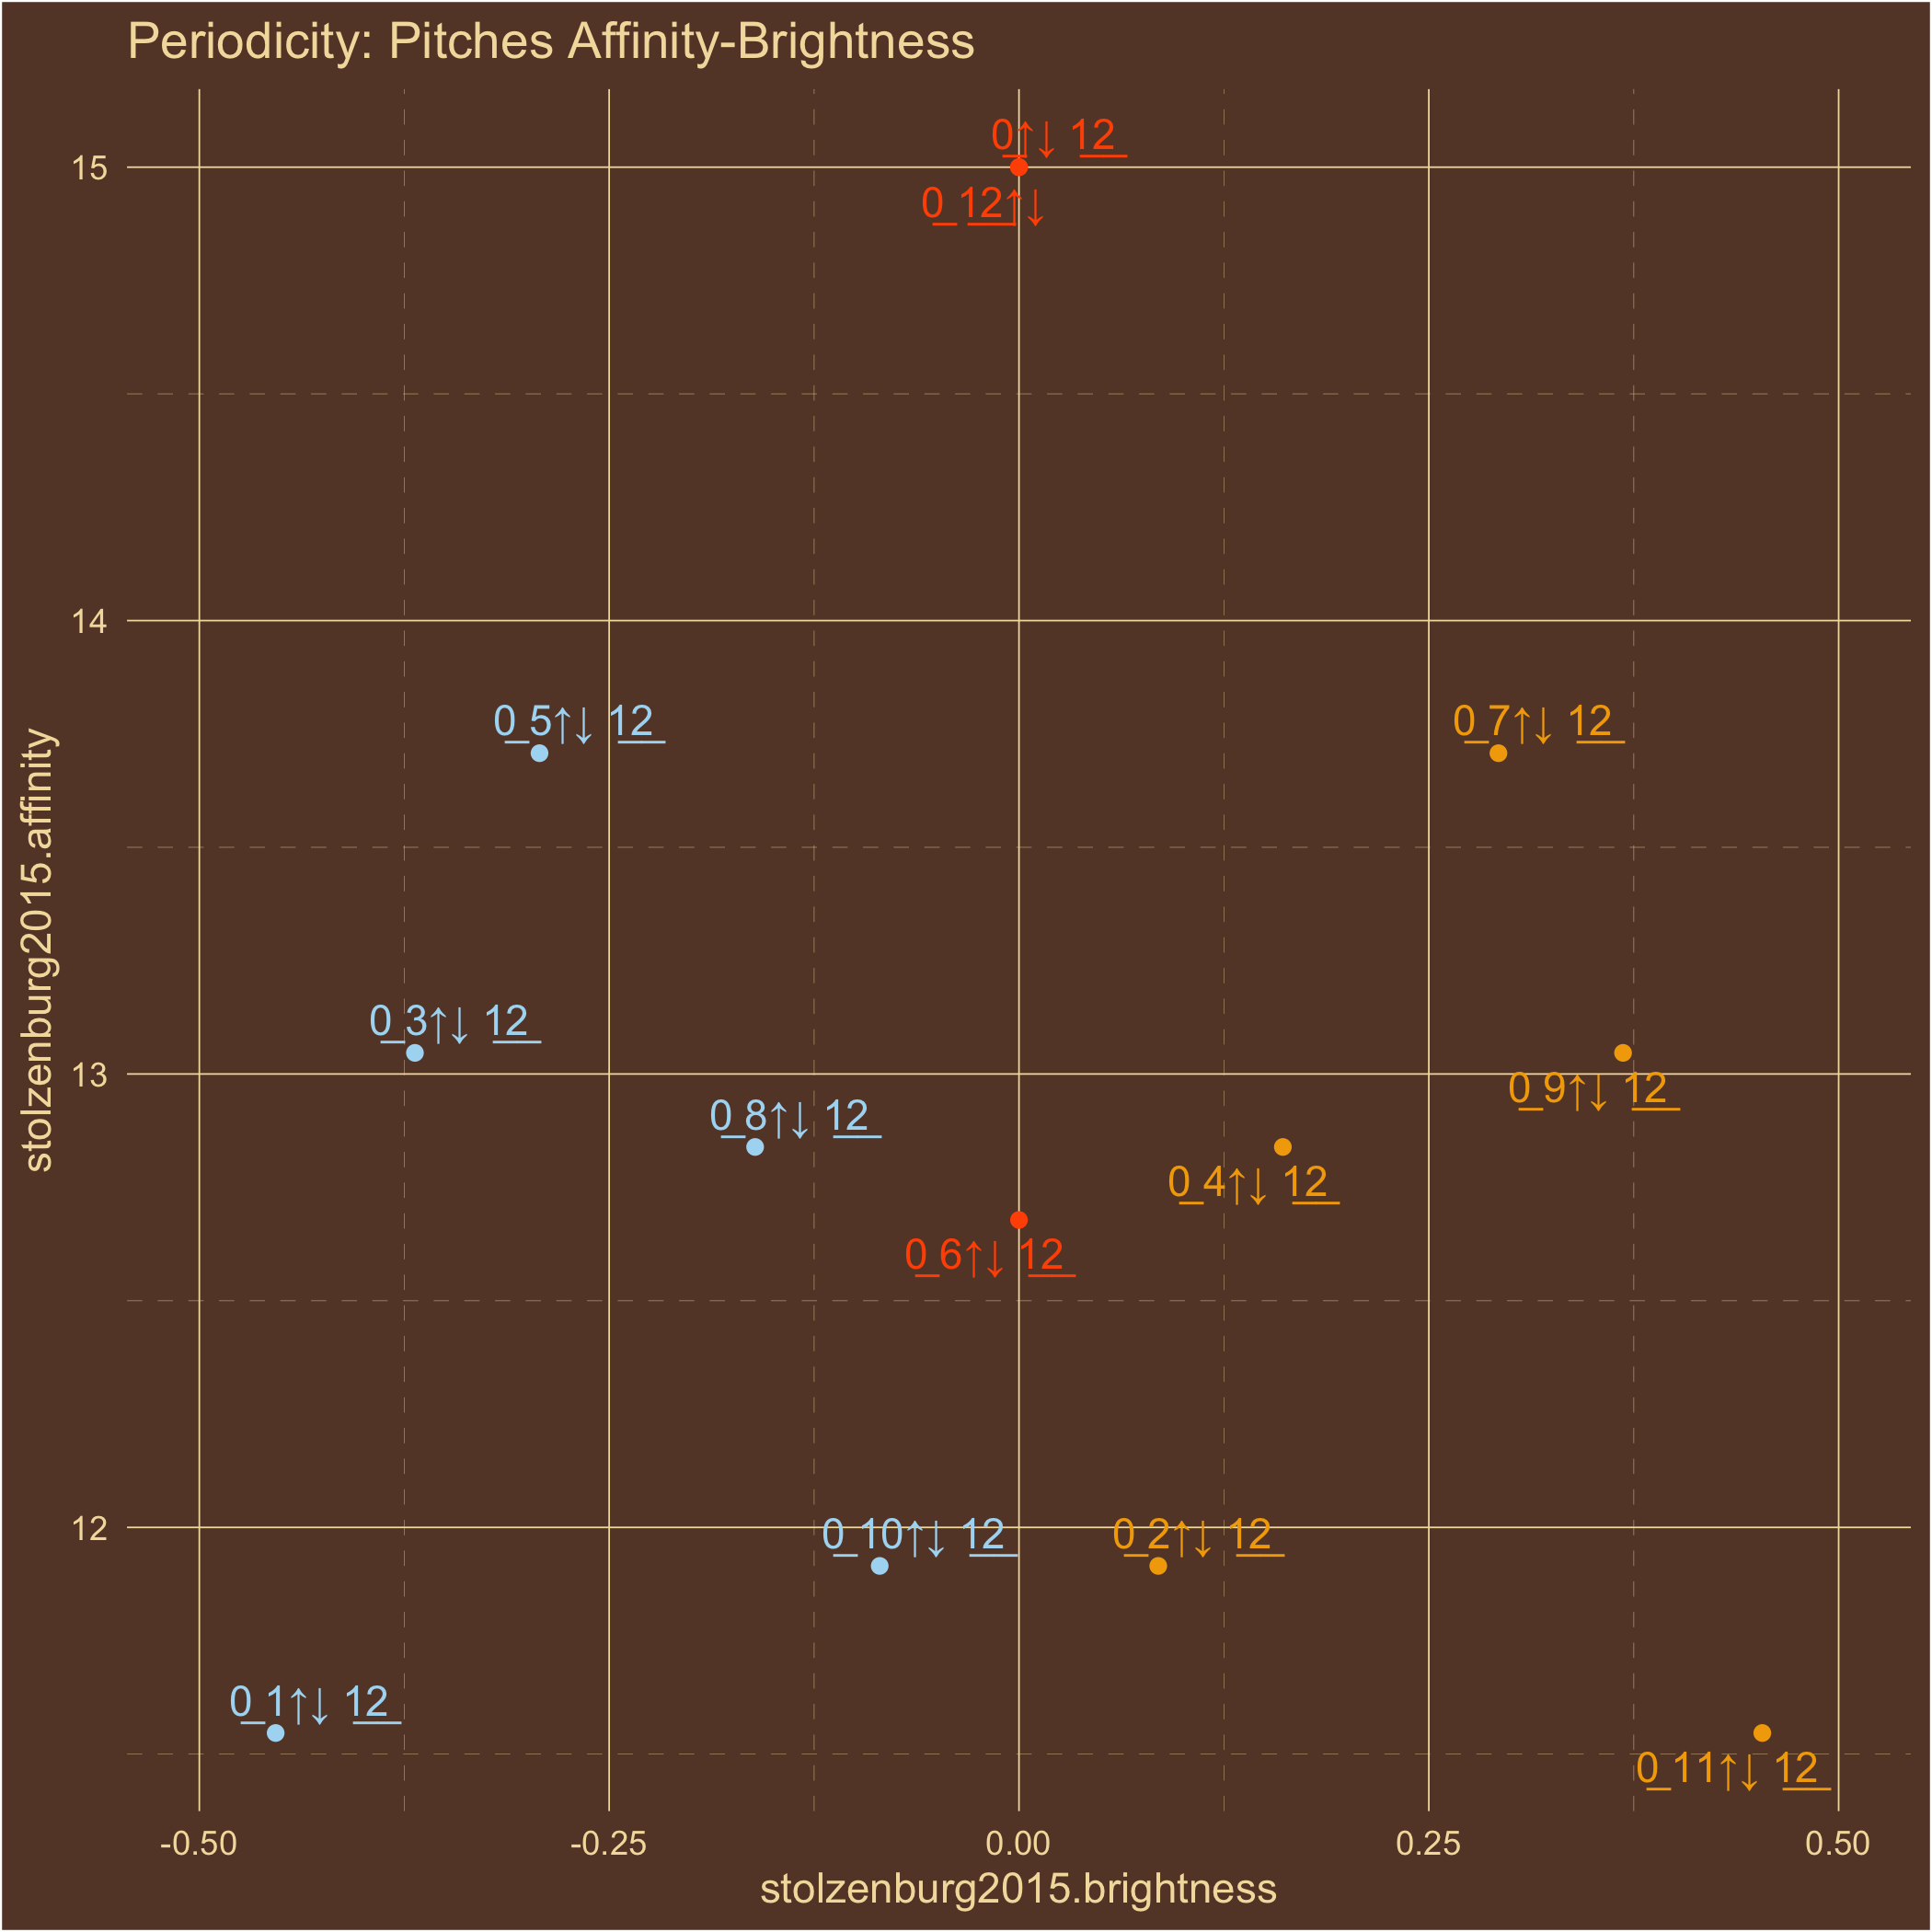 Periodicity: Pitches Affinity-Brightness
0↑↓ 12
15
0 12↑↓
14
0 5↑↓ 12
0 7↑↓ 12
stolzenburg2015.affinity
0 3↑↓ 12
13
0 9↑↓ 12
0 8↑↓ 12
0 4↑↓ 12
0 6↑↓ 12
12
0 10↑↓ 12
0 2↑↓ 12
0 1↑↓ 12
0 11↑↓ 12
-0.50 -0.25 0.00 0.25 0.50
stolzenburg2015.brightness